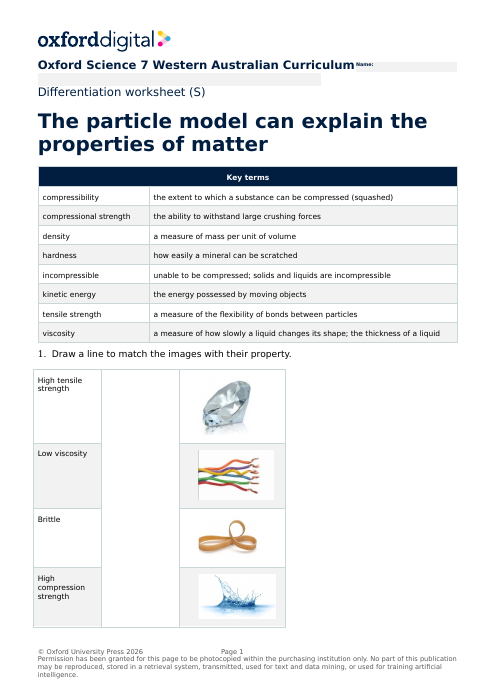 oxforddigital
Oxford Science 7 Western Australian Curriculum Name:
Differentiation worksheet (S)
The particle model can explain the
properties of matter
Key terms
compressibility the extent to which a substance can be compressed (squashed)
compressional strength the ability to withstand large crushing forces
density a measure of mass per unit of volume
hardness how easily a mineral can be scratched
incompressible unable to be compressed; solids and liquids are incompressible
kinetic energy the energy possessed by moving objects
tensile strength a measure of the flexibility of bonds between particles
viscosity a measure of how slowly a liquid changes its shape; the thickness of a liquid
1. Draw a line to match the images with their property.
High tensile
strength
Low viscosity
Brittle
High
compression
strength
© Oxford University Press 2026 Page 1
Permission has been granted for this page to be photocopied within the purchasing institution only. No part of this publication
may be reproduced, stored in a retrieval system, transmitted, used for text and data mining, or used for training artificial
intelligence.